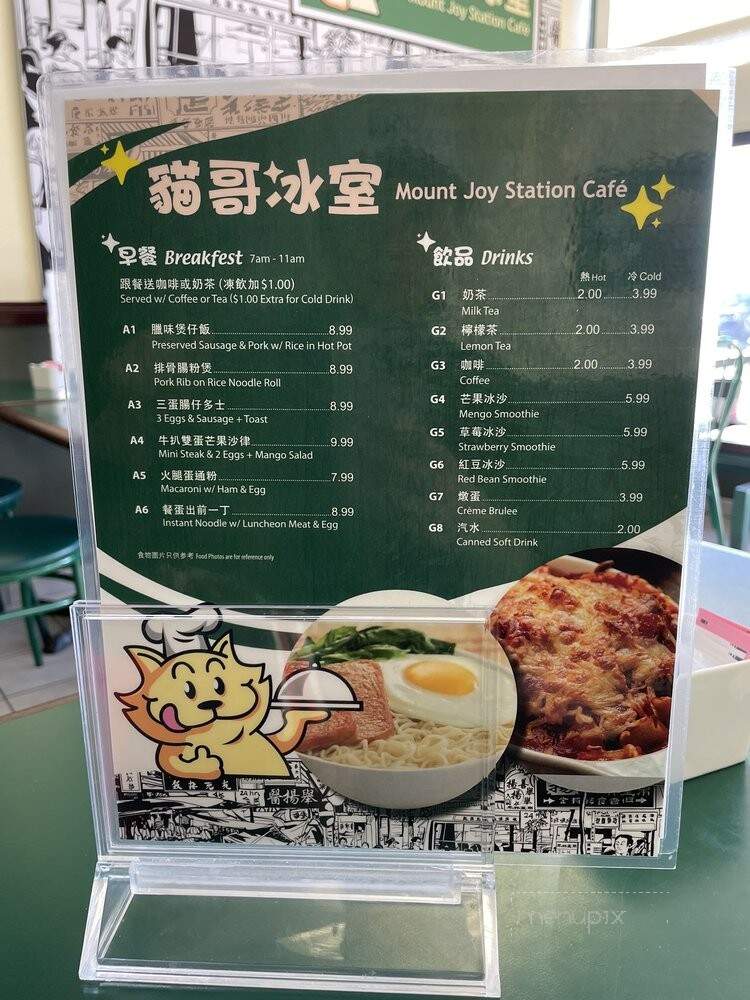 Mount Joy Station Cafe
貓哥冰室 Mount Joy Station Café
早餐 Breakfest 7am - 11am
跟餐送咖啡或奶茶 (凍飲加 $1.00)
Served w/ Coffee or Tea ($1.00 Extra for Cold Drink)
A1 臘味煲仔飯 8.99
Preserved Sausage & Pork w/ Rice in Hot Pot
A2 排骨腸粉煲 8.99
Pork Rib on Rice Noodle Roll
A3 三蛋腸仔多士 8.99
3 Eggs & Sausage + Toast
A4 牛扒雙蛋芒果沙律 9.99
Mini Steak & 2 Eggs + Mango Salad
A5 火腿蛋通粉 7.99
Macaroni w/ Ham & Egg
A6 餐蛋出前一丁 8.99
Instant Noodle w/ Luncheon Meat & Egg
食物圖片只供參考 Food Photos are for reference only
飲品 Drinks
熱 Hot 冷 Cold
G1 奶茶 2.00 3.99
Milk Tea
G2 檸檬茶 2.00 3.99
Lemon Tea
G3 咖啡 2.00 3.99
Coffee
G4 芒果冰沙 5.99
Mengo Smoothie
G5 草莓冰沙 5.99
Strawberry Smoothie
G6 紅豆冰沙 5.99
Red Bean Smoothie
G7 燉蛋 3.99
Crème Brulee
G8 汽水 2.00
Canned Soft Drink
醫揚舉
menupix